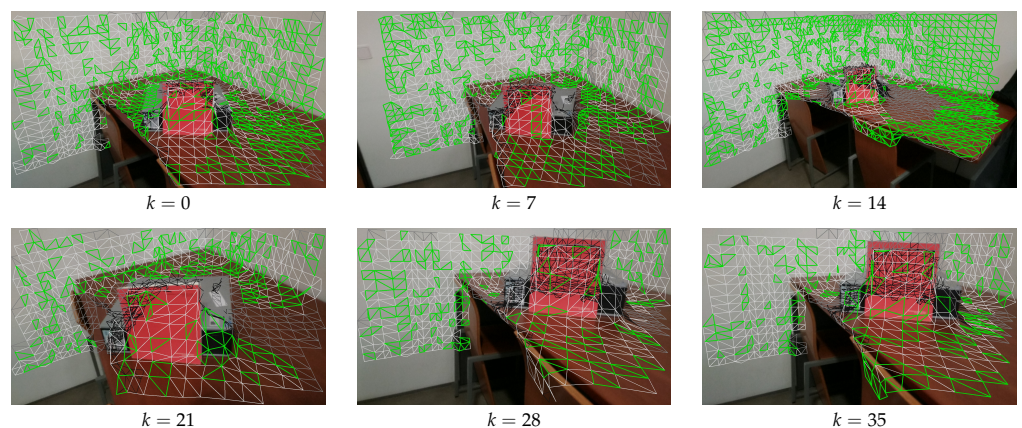 k = 0
k = 7
k = 14
k = 21
k = 28
k = 35